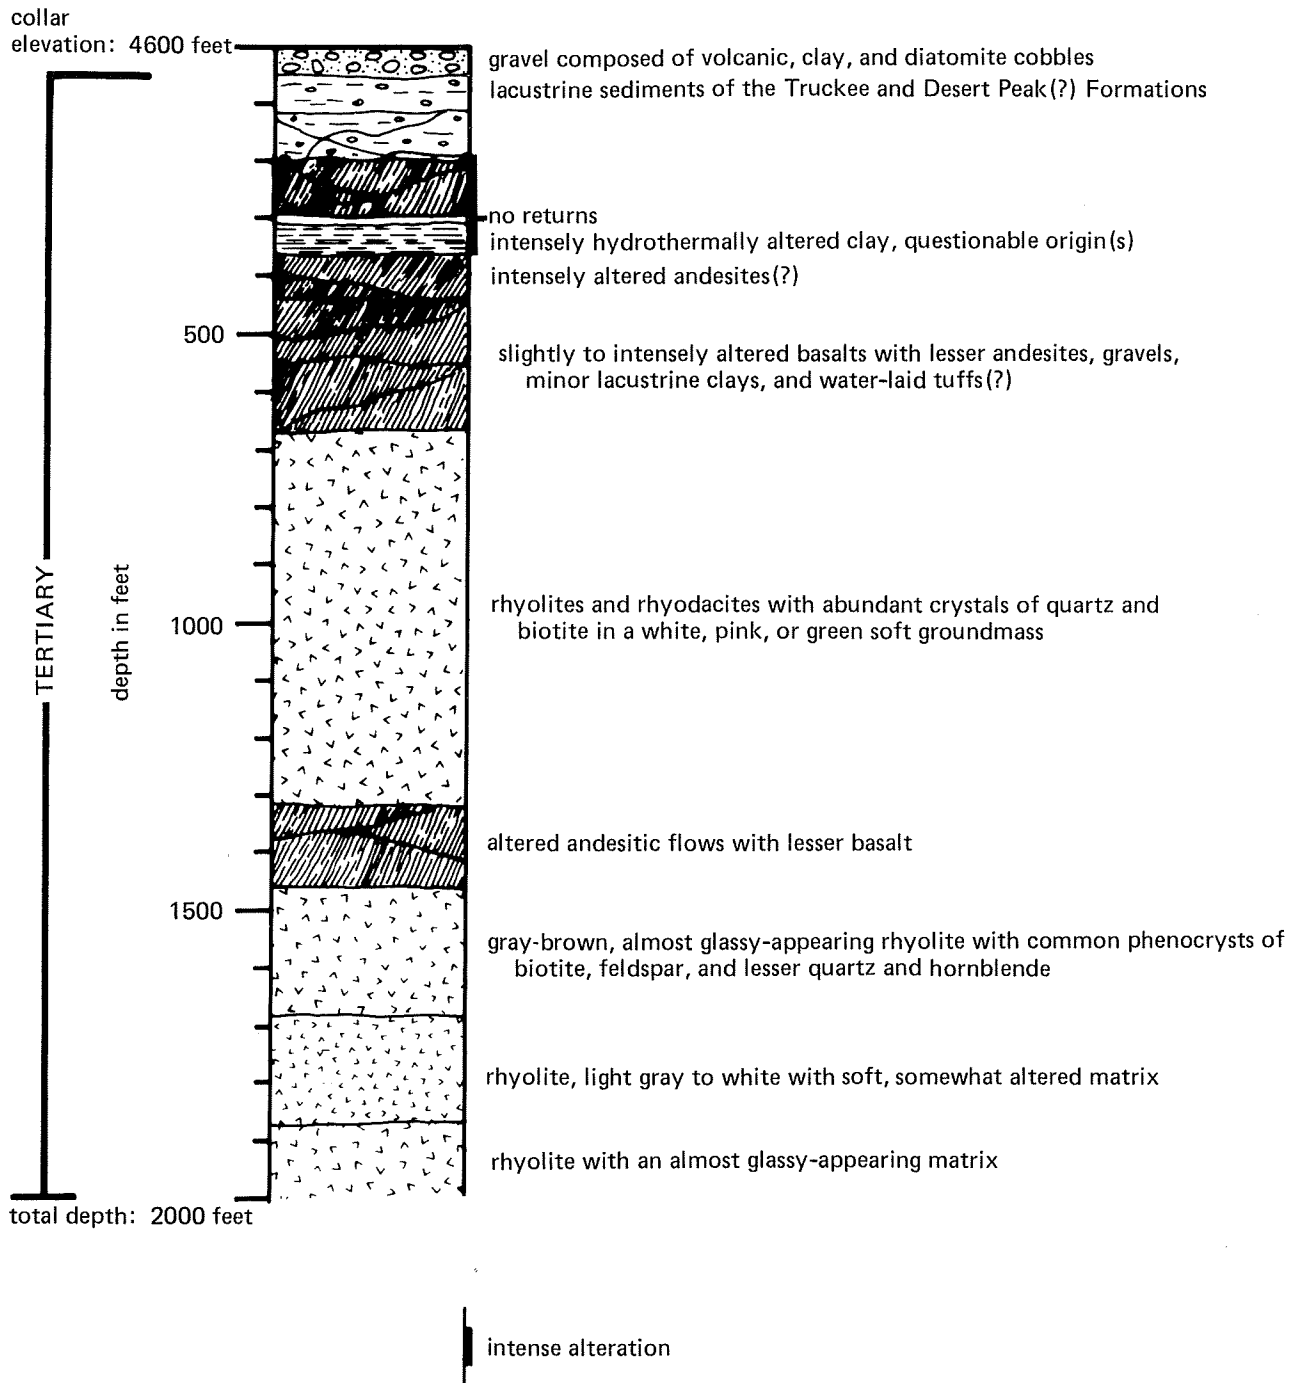 collar
elevation: 4600 feet
gravel composed of volcanic, clay, and diatomite cobbles
lacustrine sediments of the Truckee and Desert Peak(?) Formations
no returns
intensely hydrothermally altered clay, questionable origin(s)
intensely altered andesites(?)
500
slightly to intensely altered basalts with lesser andesites, gravels,
minor lacustrine clays, and water-laid tuffs(?)
TERTIARY
depth in feet
1000
rhyolites and rhyodacites with abundant crystals of quartz and
biotite in a white, pink, or green soft groundmass
altered andesitic flows with lesser basalt
1500
gray-brown, almost glassy-appearing rhyolite with common phenocrysts of
biotite, feldspar, and lesser quartz and hornblende
rhyolite, light gray to white with soft, somewhat altered matrix
rhyolite with an almost glassy-appearing matrix
total depth: 2000 feet
intense alteration